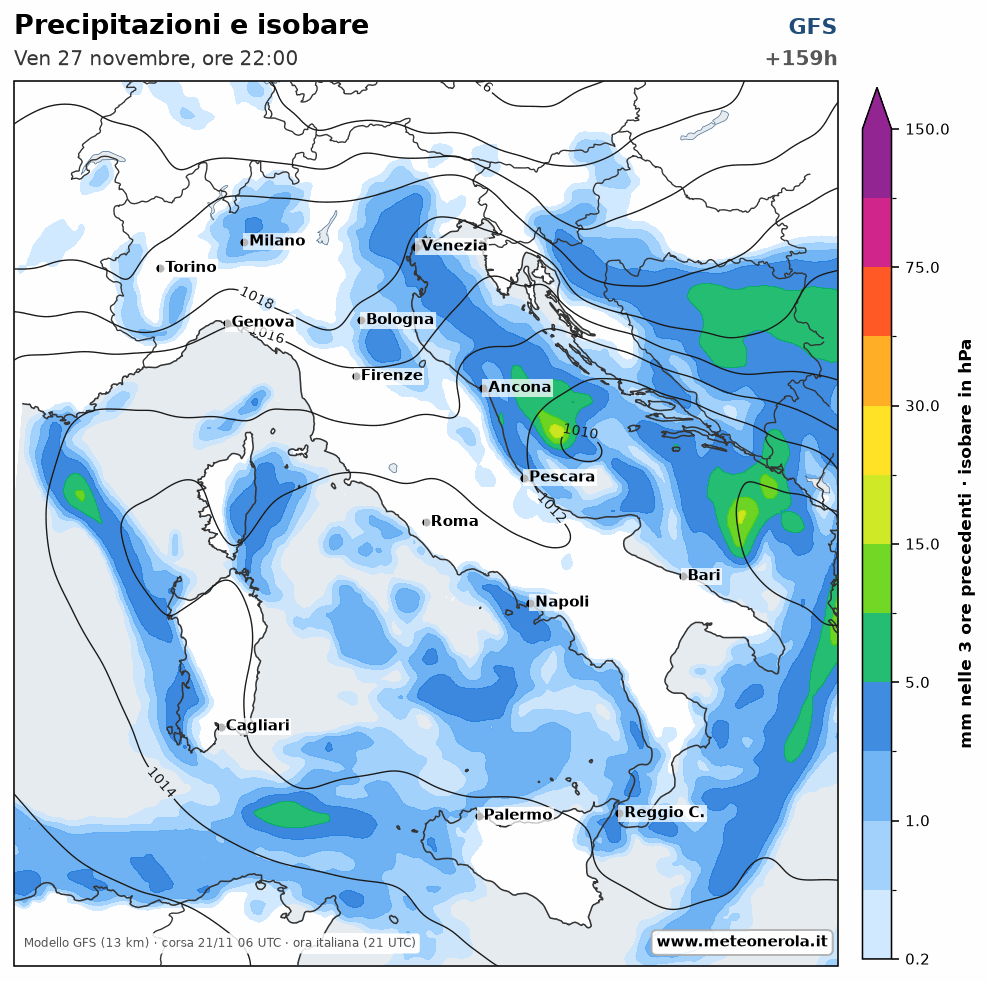 Precipitazioni e isobare
GFS
Ven 27 novembre, ore 22:00
+159h
Milano
Venezia
Torino
1018
Genova
1016
Bologna
Firenze
Ancona
1010
Pescara
1012
Roma
Bari
Napoli
Cagliari
1014
Palermo
Reggio C.
Modello GFS (13 km) · corsa 21/11 06 UTC · ora italiana (21 UTC)
www.meteonerola.it
150.0
75.0
30.0
15.0
5.0
1.0
0.2
mm nelle 3 ore precedenti · isobare in hPa